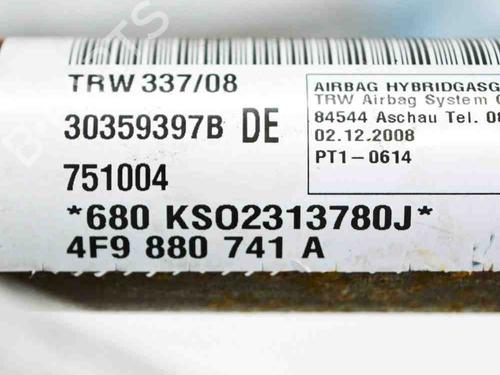 TRW 337/08
30359397B DE
751004
*680 KSO2313780J*
4F9 880 741 A
AIRBAG HYBRIDGASG
TRW Airbag System
84544 Aschau Tel. 08
02.12.2008
PT1-0614